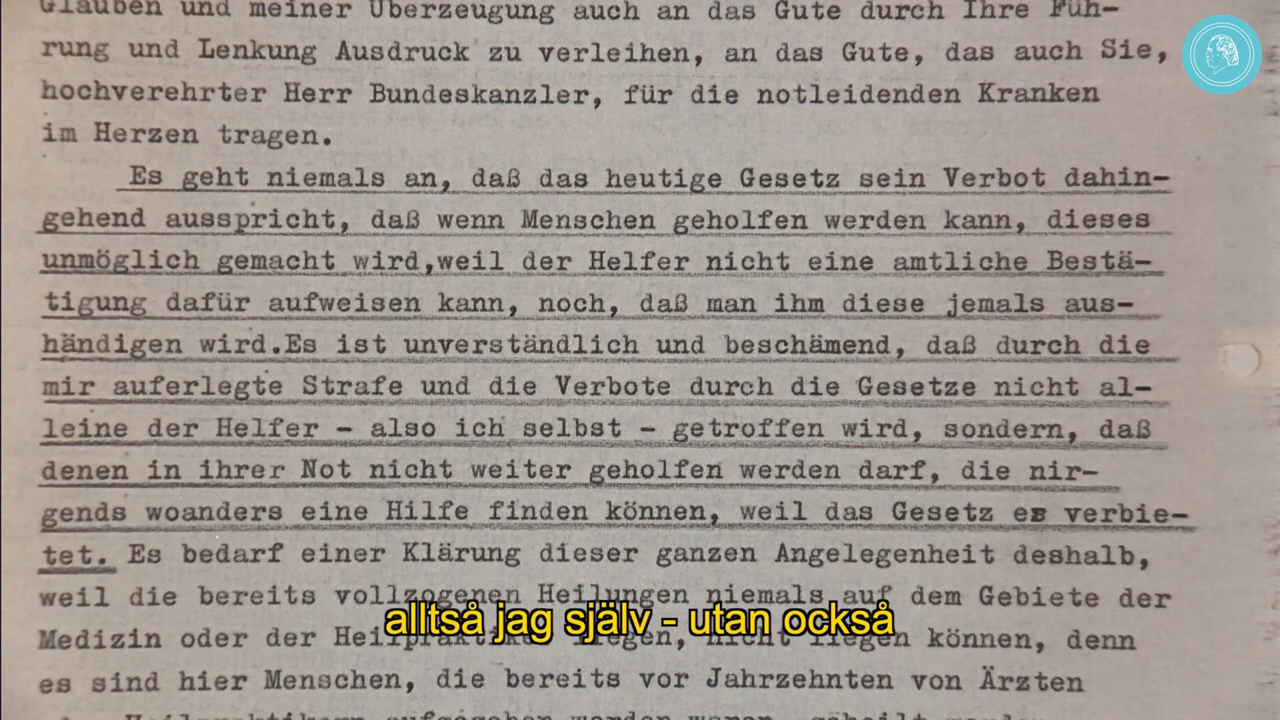 Glauben und meiner Überzeugung auch an das Gute durch Ihre Füh-
rung und Lenkung Ausdruck zu verleihen, an das Gute, das auch Sie,
hochverehrter Herr Bundeskanzler, für die notleidenden Kranken
im Herzen tragen.
Es geht niemals an, daß das heutige Gesetz sein Verbot dahin-
gehend ausspricht, daß wenn Menschen geholfen werden kann, dieses
unmöglich gemacht wird,weil der Helfer nicht eine amtliche Bestä-
tigung dafür aufweisen kann, noch, daß man ihm diese jemals aus-
händigen wird.Es ist unverständlich und beschämend, daß durch die
mir auferlegte Strafe und die Verbote durch die Gesetze nicht al-
leine der Helfer - also ich selbst - getroffen wird, sondern, daß
denen in ihrer Not nicht weiter geholfen werden darf, die nir-
gends woanders eine Hilfe finden können, weil das Gesetz es verbie-
tet. Es bedarf einer Klärung dieser ganzen Angelegenheit deshalb,
weil die bereits vollzogenen Heilungen niemals auf dem Gebiete der
alltså jag själv - utan också
Medizin oder der liegen, nicht liegen können, denn
es sind hier Menschen, die bereits vor Jahrzehnten von Ärzten